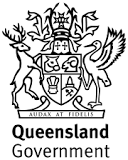 AUDAX AT FIDELIS
Queensland
Government